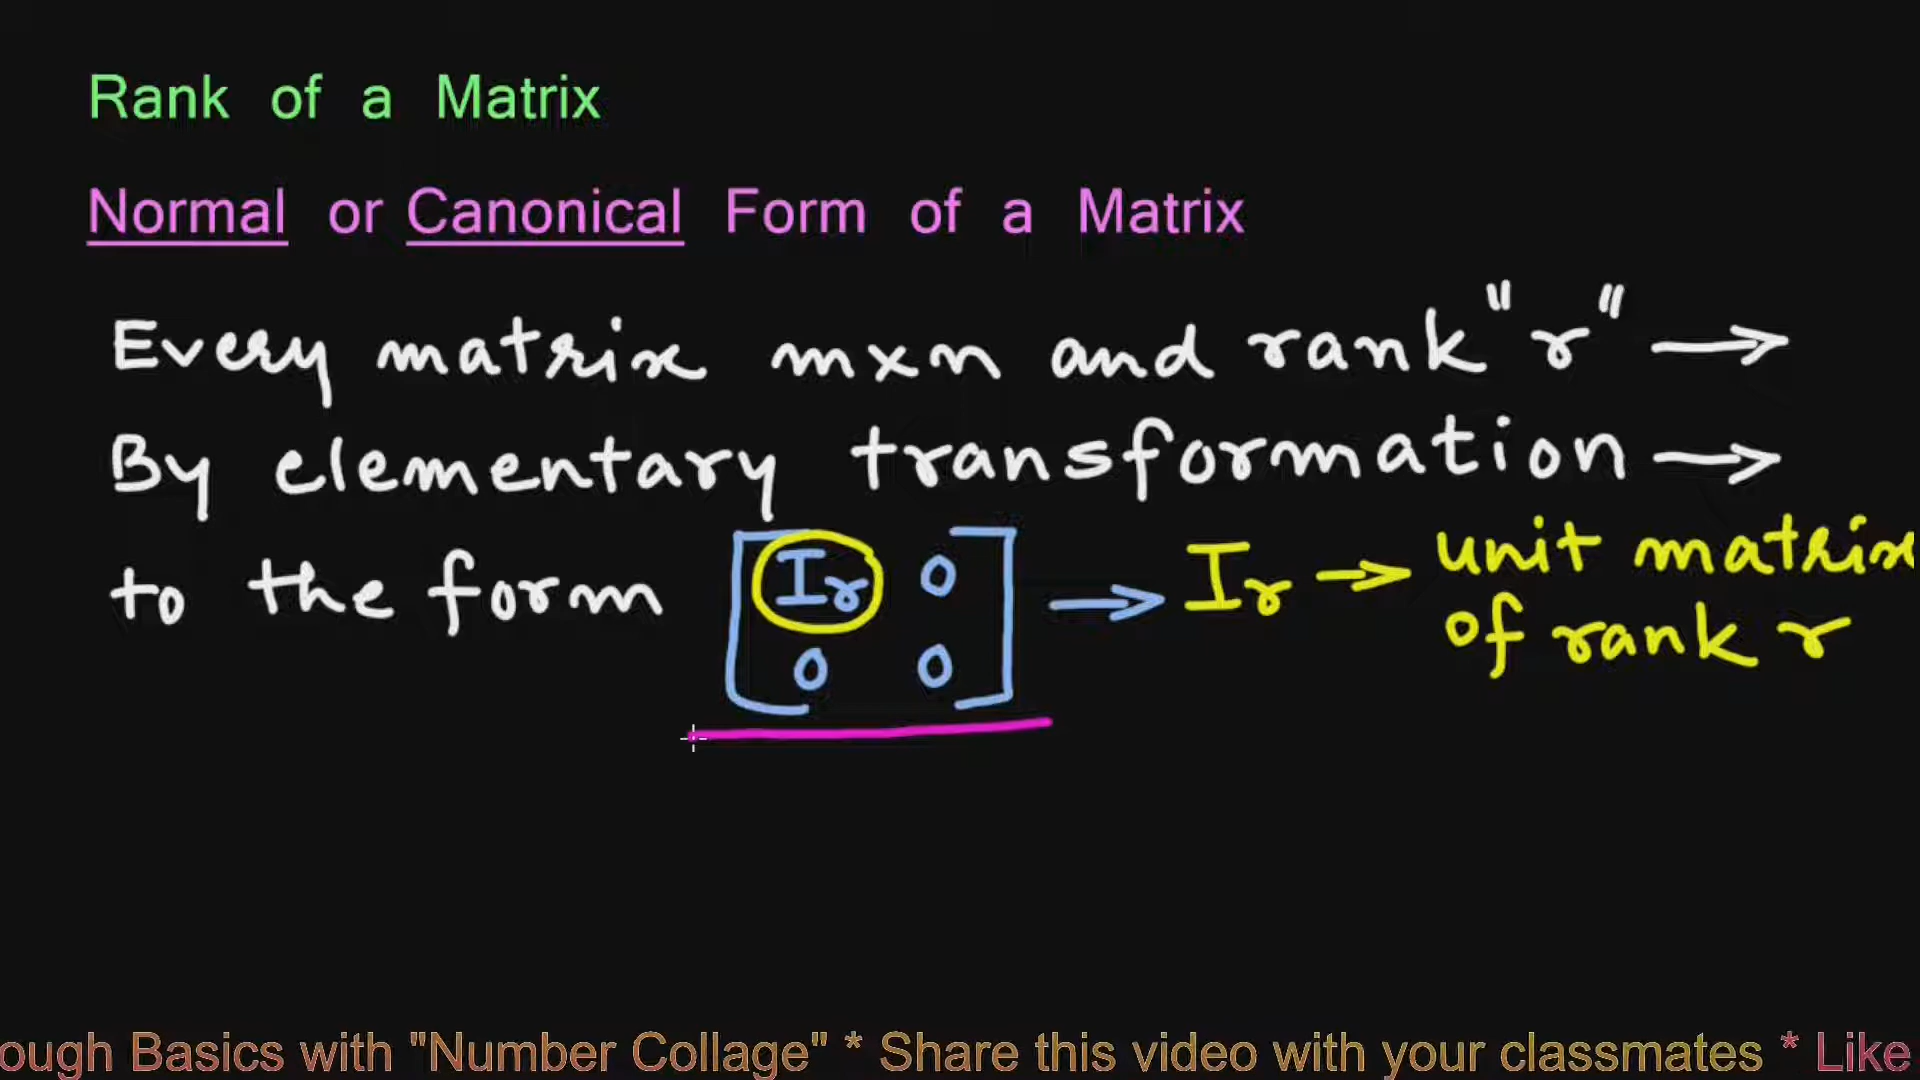 Rank of a Matrix
Normal or Canonical Form of a Matrix
Every matrix m×n and rank "r" →
By elementary transformation →
to the form [Ir 0 → Ir → unit matrix
0 0] of rank r
ough Basics with "Number Collage" * Share this video with your classmates * Like